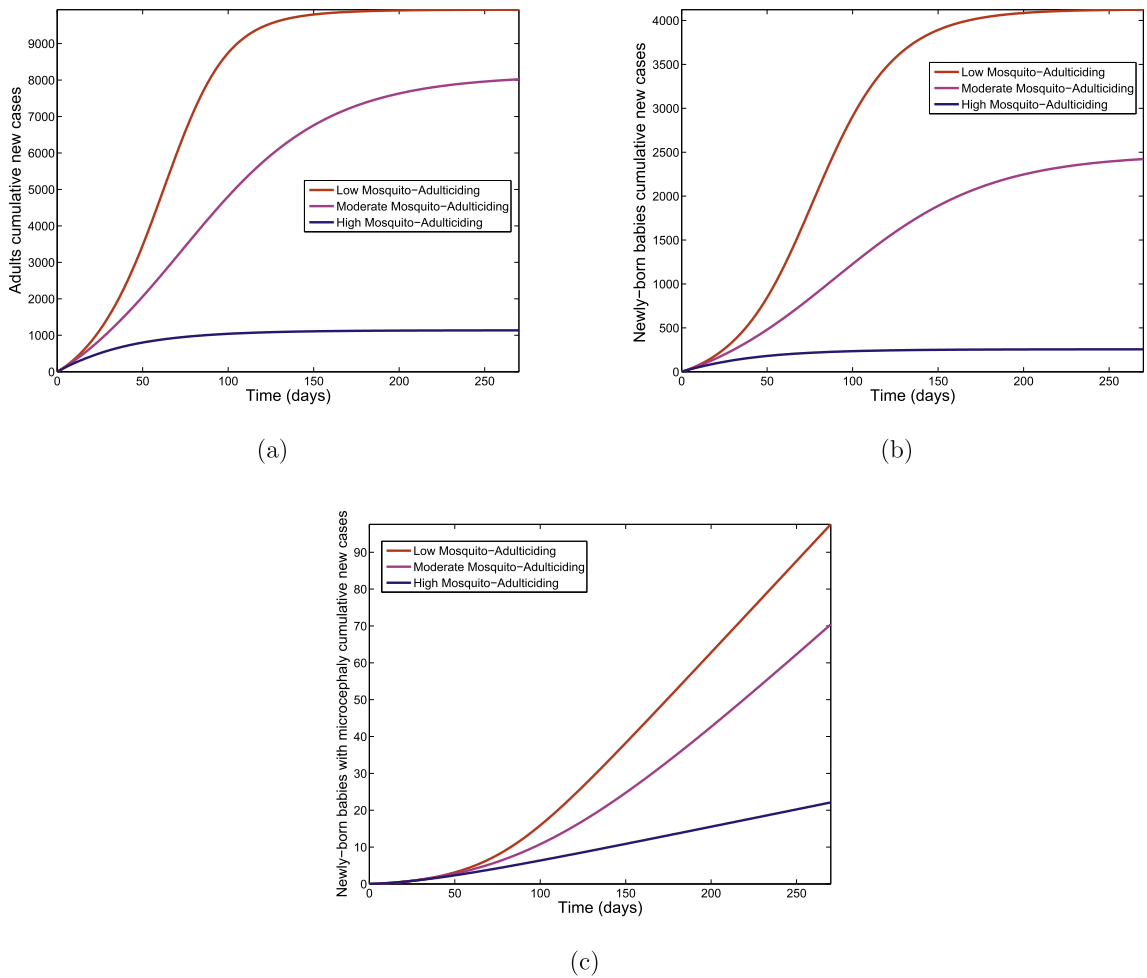 Adults cumulative new cases
9000
8000
7000
6000
5000
4000
3000
2000
1000
0
Low Mosquito-Adulticiding
Moderate Mosquito-Adulticiding
High Mosquito-Adulticiding
0 50 100 150 200 250
Time (days)
(a)
Newly-born babies cumulative new cases
4000
3500
3000
2500
2000
1500
1000
500
0
Low Mosquito-Adulticiding
Moderate Mosquito-Adulticiding
High Mosquito-Adulticiding
0 50 100 150 200 250
Time (days)
(b)
Newly-born babies with microcephaly cumulative new cases
90
80
70
60
50
40
30
20
10
0
Low Mosquito-Adulticiding
Moderate Mosquito-Adulticiding
High Mosquito-Adulticiding
0 50 100 150 200 250
Time (days)
(c)